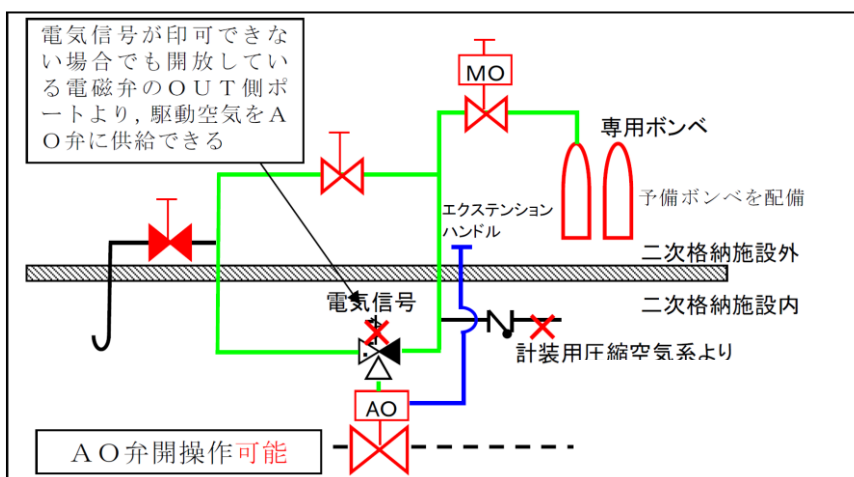 電気信号が印可できな
い場合でも開放してい
る電磁弁のOUT側ポ
ートより，駆動空気をA
O弁に供給できる
MO
専用ボンベ
予備ボンベを配備
エクステンション
ハンドル
二次格納施設外
二次格納施設内
電気信号
計装用圧縮空気系より
AO
AO弁開操作可能